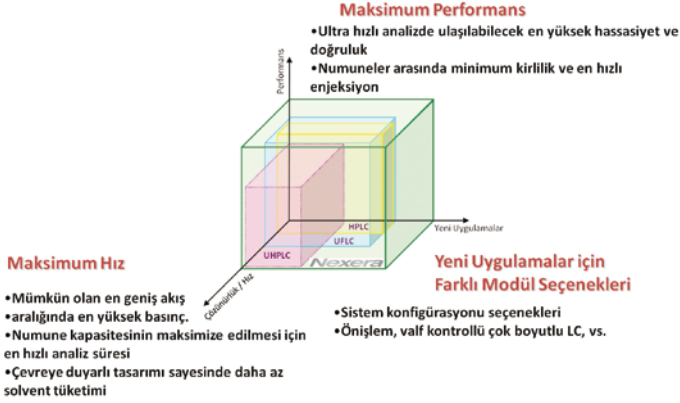 Maksimum Performans
•Ultra hızlı analizde ulaşılabilecek en yüksek hassasiyet ve
doğruluk
•Numuneler arasında minimum kirlilik ve en hızlı
enjeksiyon
Performans
HPLC
UFLC
UHPLC
Nexera
Yeni Uygulamalar
Çözünürlük / Hız
Maksimum Hız
•Mümkün olan en geniş akış
•aralığında en yüksek basınç.
•Numune kapasitesinin maksimize edilmesi için
en hızlı analiz süresi
•Çevreye duyarlı tasarımı sayesinde daha az
solvent tüketimi
Yeni Uygulamalar için
Farklı Modül Seçenekleri
•Sistem konfigürasyonu seçenekleri
•Önişlem, valf kontrollü çok boyutlu LC, vs.